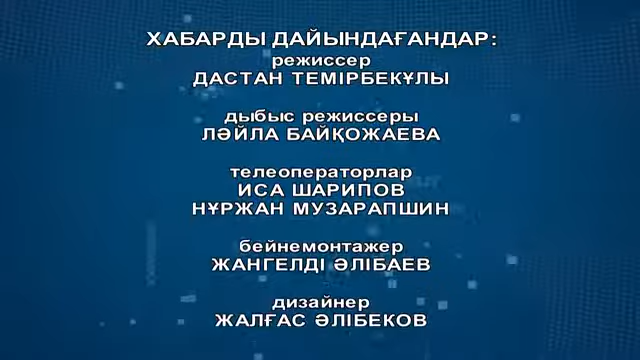 ХАБАРДЫ ДАЙЫНДАҒАНДАР:
режиссер
ДАСТАН ТЕМІРБЕКҰЛЫ
дыбыс режиссеры
ЛӘЙЛА БАЙҚОЖАЕВА
телеоператорлар
ИСА ШАРИПОВ
НҰРЖАН МУЗАРАПШИН
бейнемонтажер
ЖАНГЕЛДІ ӘЛІБАЕВ
дизайнер
ЖАЛҒАС ӘЛІБЕКОВ